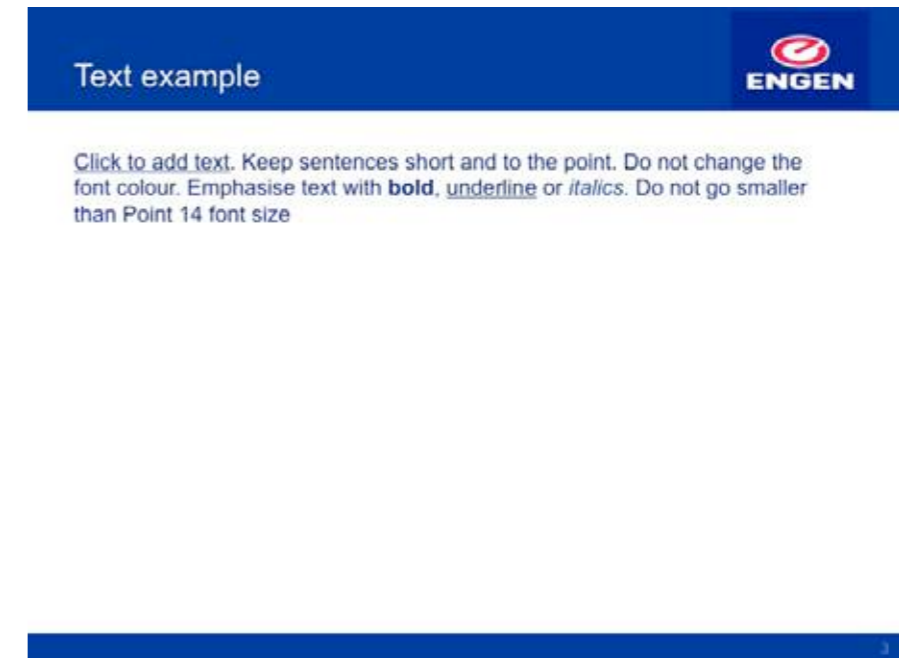 Text example
ENGEN
Click to add text. Keep sentences short and to the point. Do not change the
font colour. Emphasise text with bold, underline or italics. Do not go smaller
than Point 14 font size
3